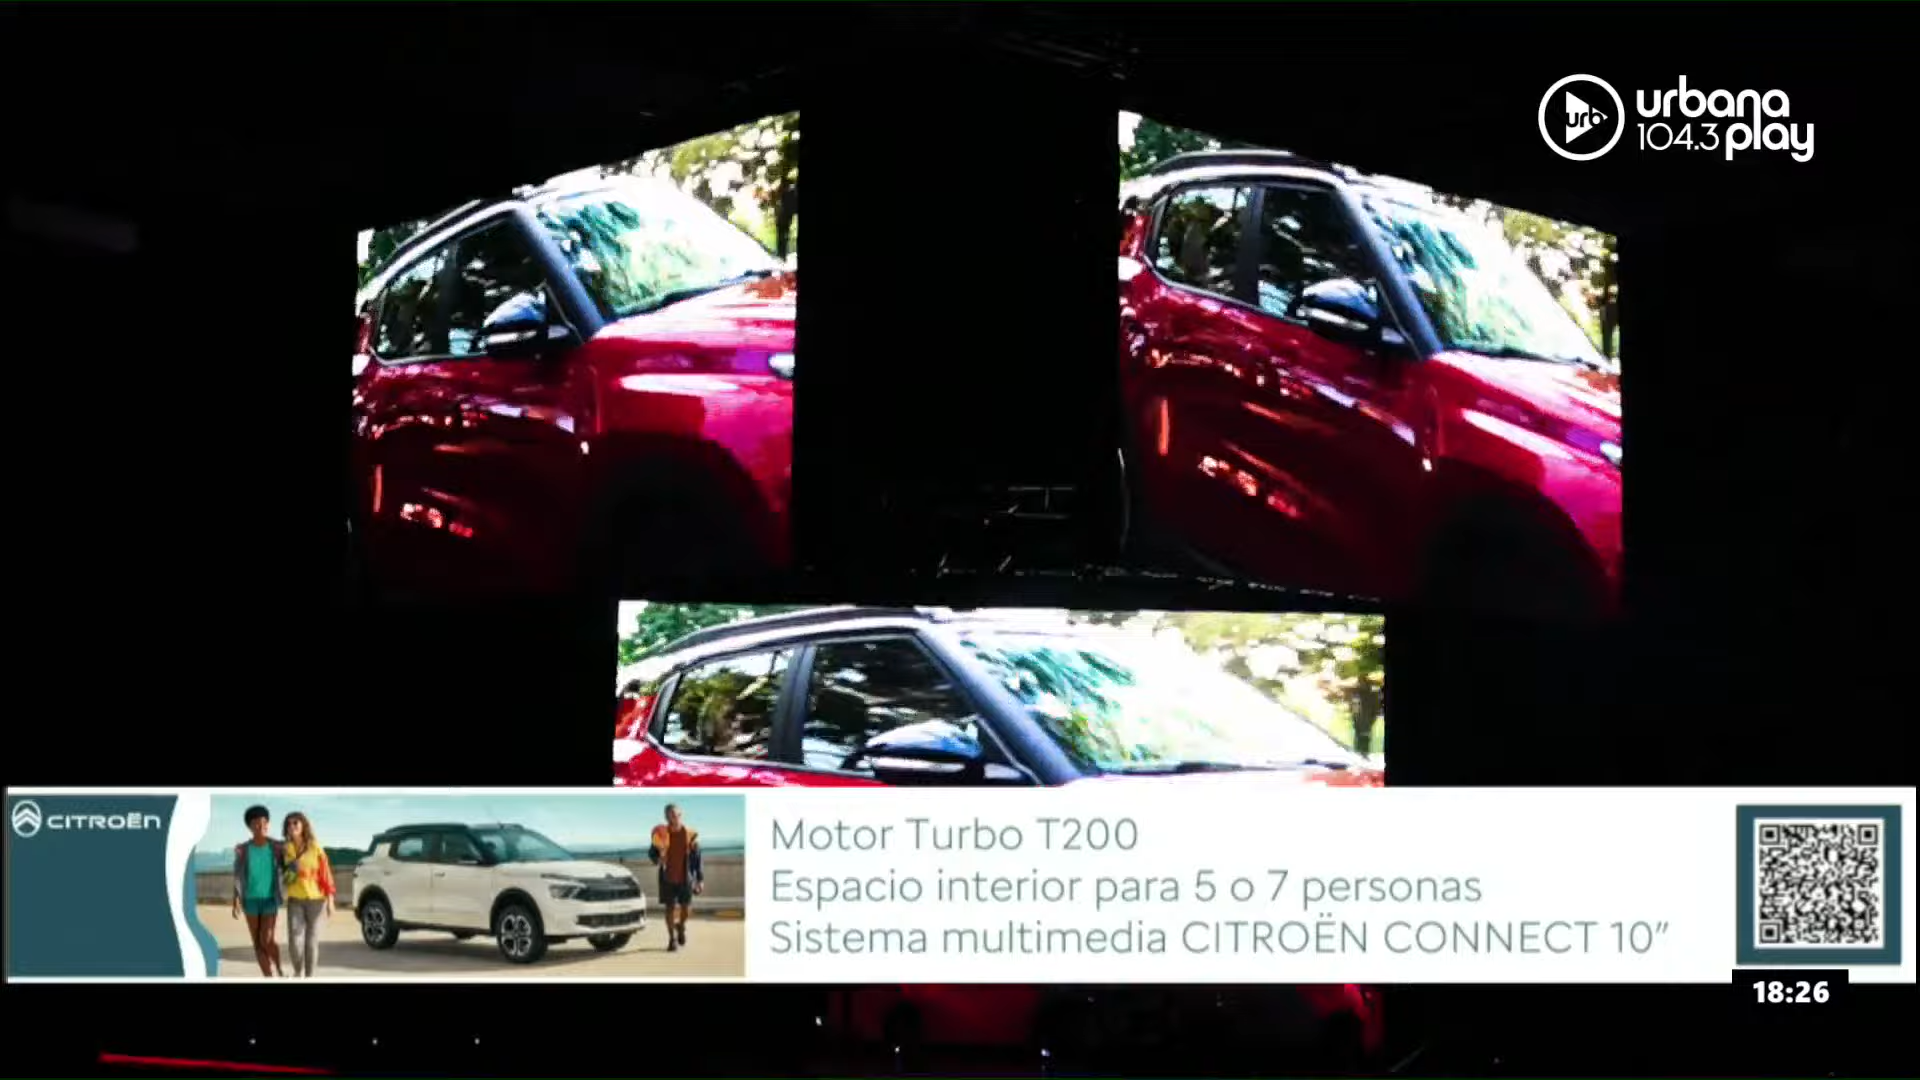 urb
urbana
104.3 play
CITROËN
Motor Turbo T200
Espacio interior para 5 o 7 personas
Sistema multimedia CITROËN CONNECT 10”
18:26